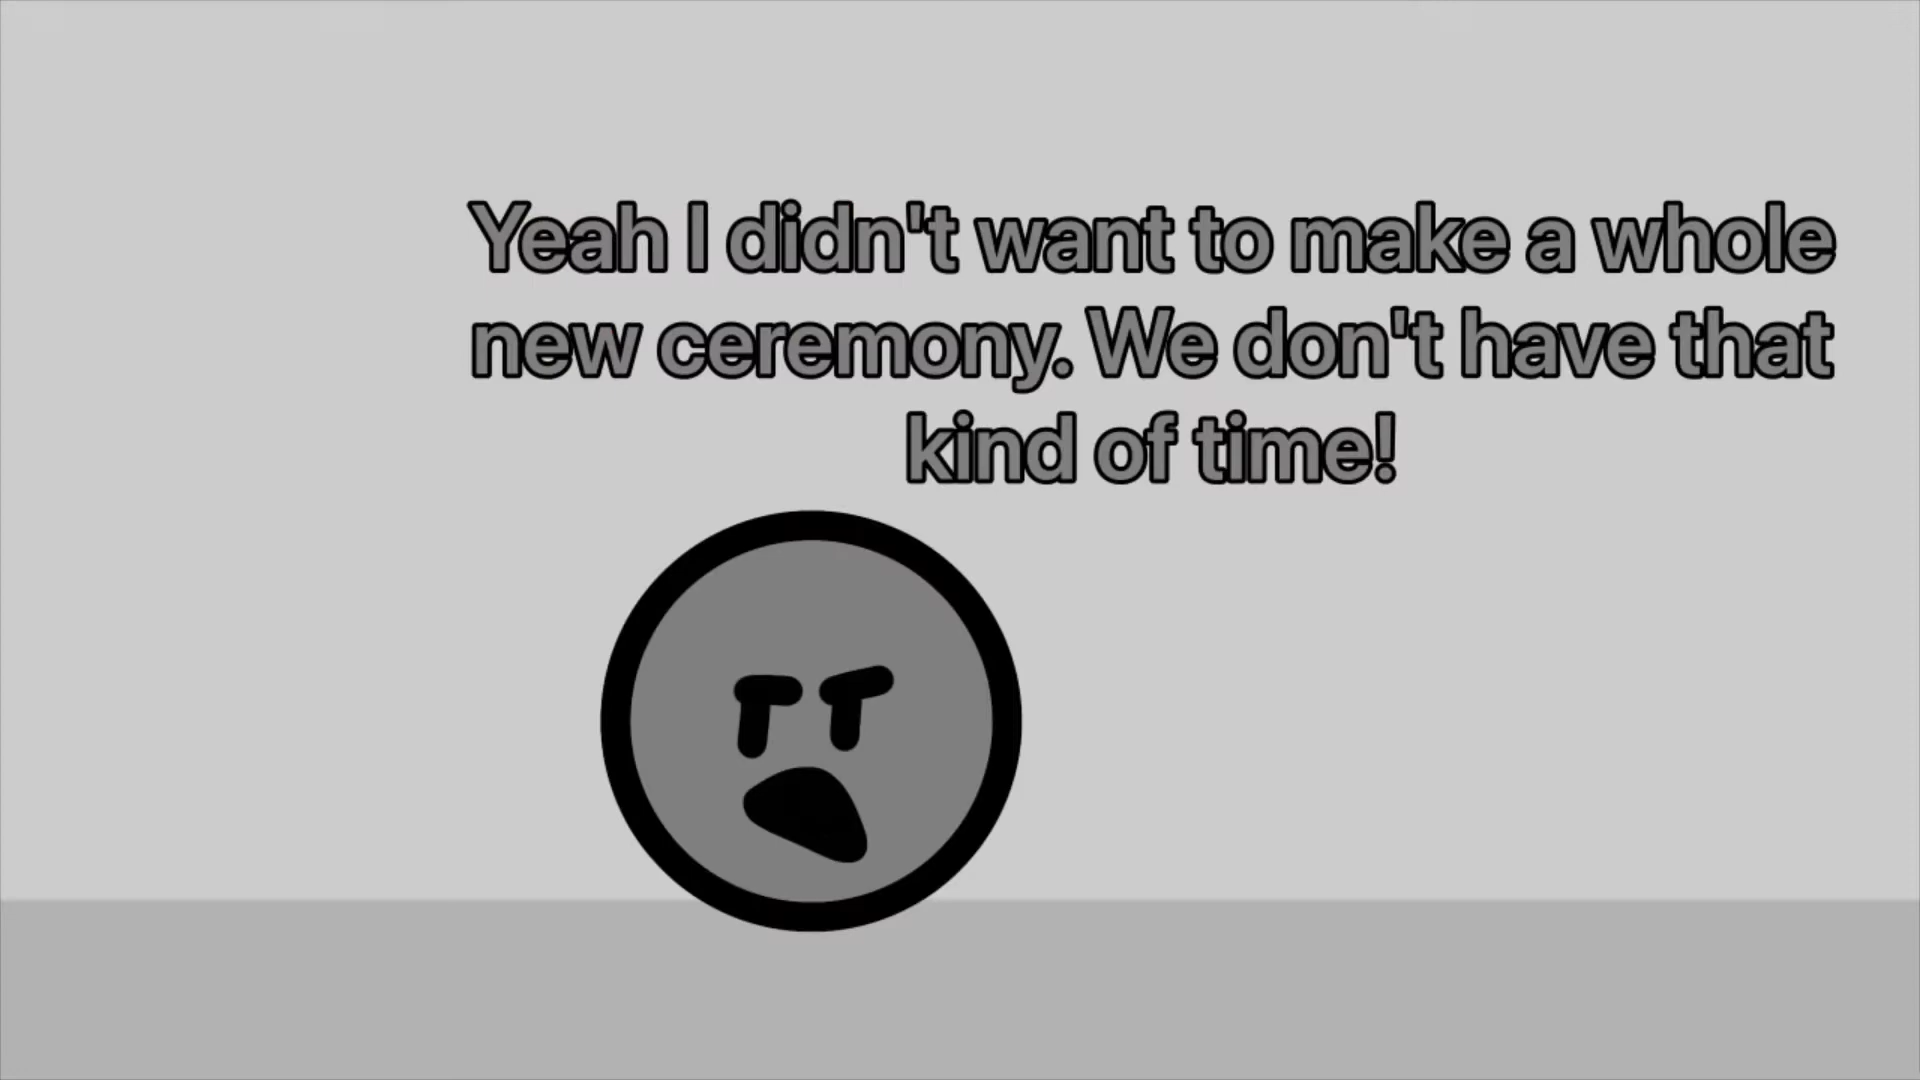 Yeah I didn't want to make a whole
new ceremony. We don't have that
kind of time!